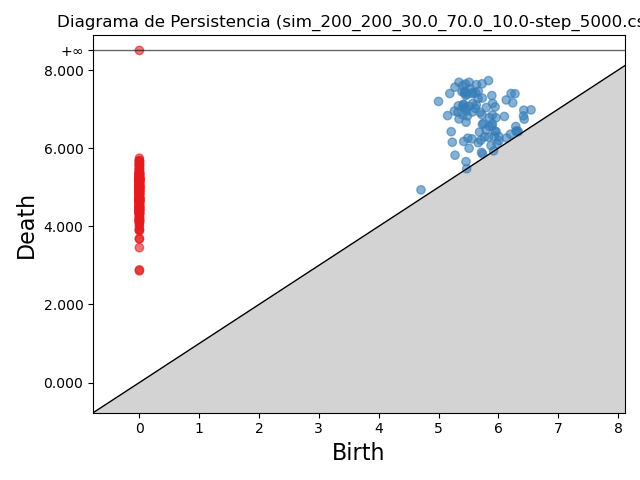 Diagrama de Persistencia (sim_200_200_30.0_70.0_10.0-step_5000.cs
+∞
8.000
6.000
4.000
2.000
0.000
Death
0 1 2 3 4 5 6 7 8
Birth